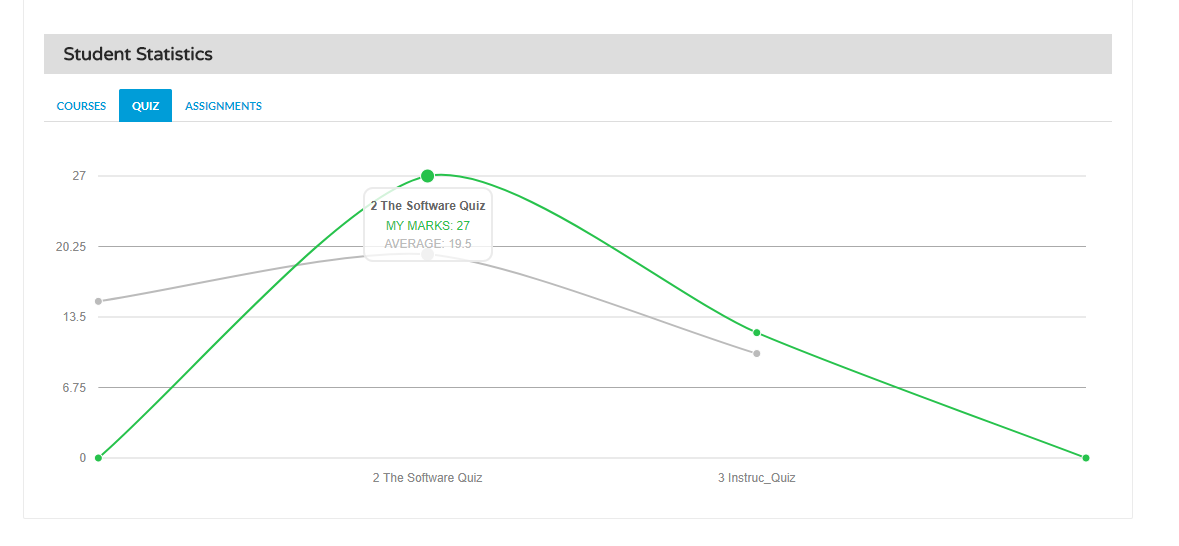 Student Statistics
COURSES QUIZ ASSIGNMENTS
27
2 The Software Quiz
MY MARKS: 27
AVERAGE: 19.5
20.25
13.5
6.75
0
2 The Software Quiz 3 Instruc_Quiz